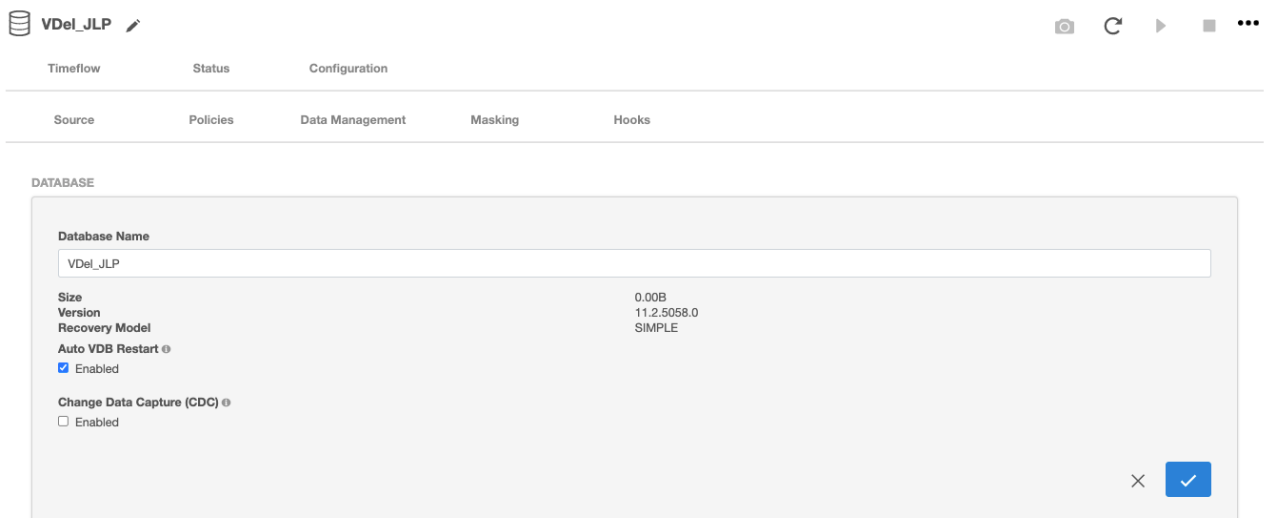 VDel_JLP
Timeflow Status Configuration
Source Policies Data Management Masking Hooks
DATABASE
Database Name
VDel_JLP
Size 0.00B
Version 11.2.5058.0
Recovery Model SIMPLE
Auto VDB Restart
Enabled
Change Data Capture (CDC)
Enabled